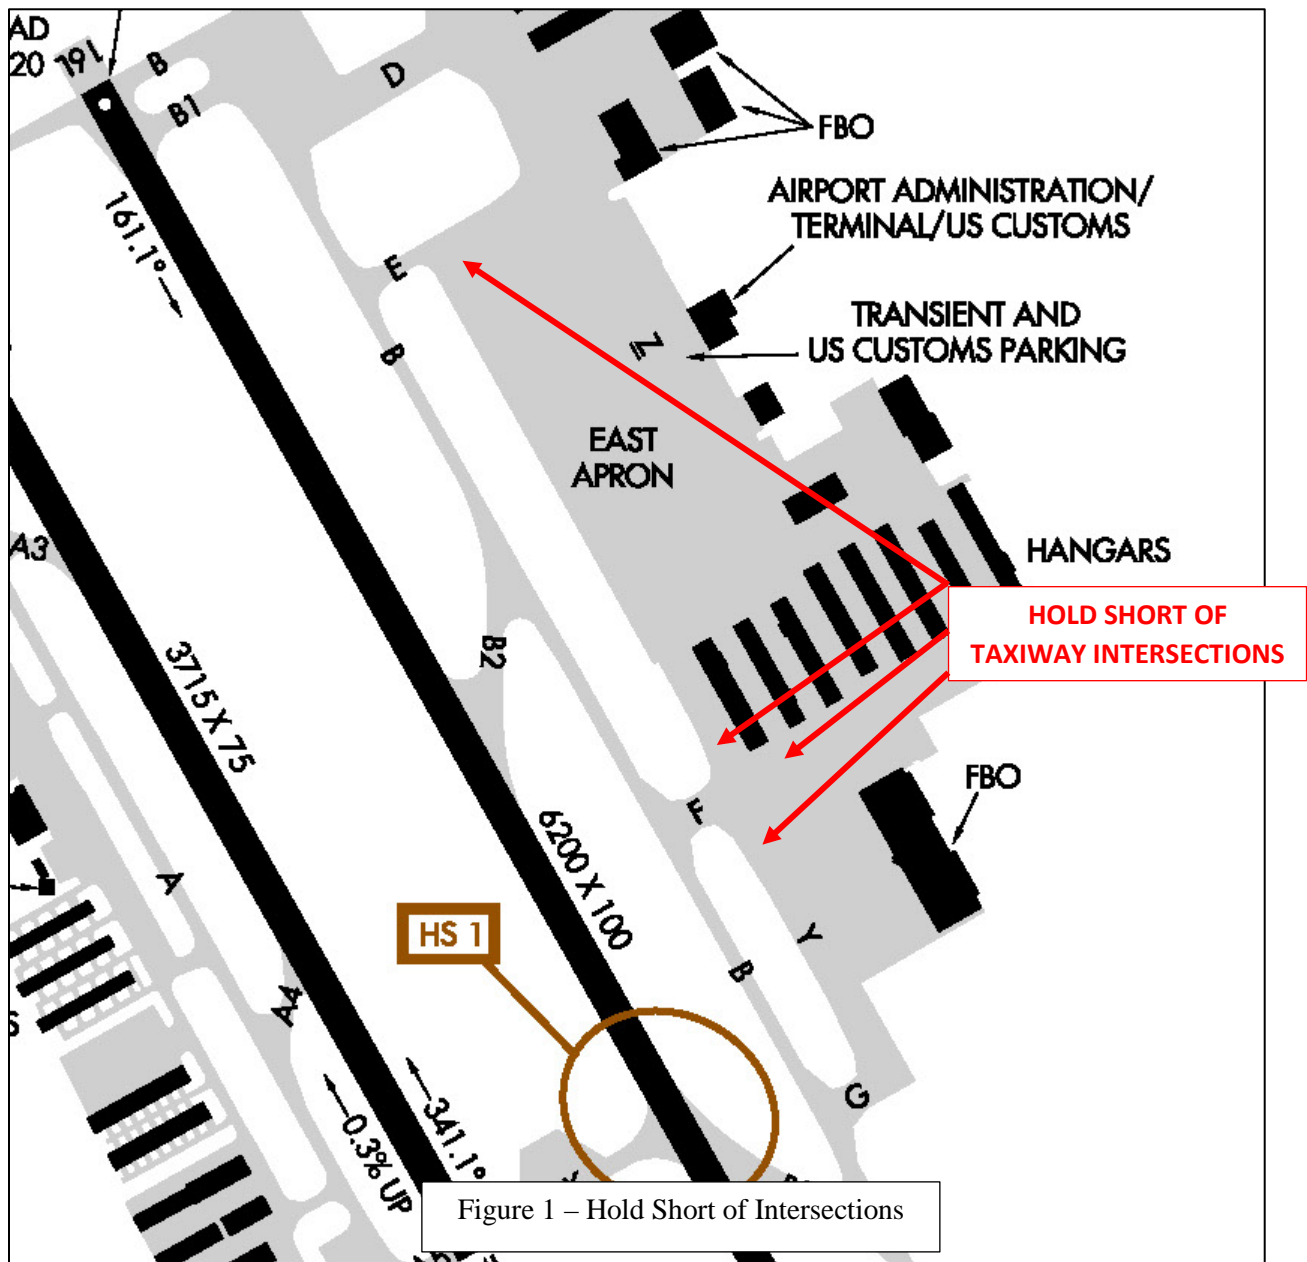 AD
20
16L
B
B1
D
FBO
AIRPORT ADMINISTRATION/
TERMINAL/US CUSTOMS
161.1°
E
B
Z
TRANSIENT AND
US CUSTOMS PARKING
EAST
APRON
A3
HANGARS
HOLD SHORT OF
TAXIWAY INTERSECTIONS
B2
3715 X 75
FBO
F
6200 X 100
A
HS 1
Y
B
A4
G
341.1°
0.3% UP
Figure 1 – Hold Short of Intersections